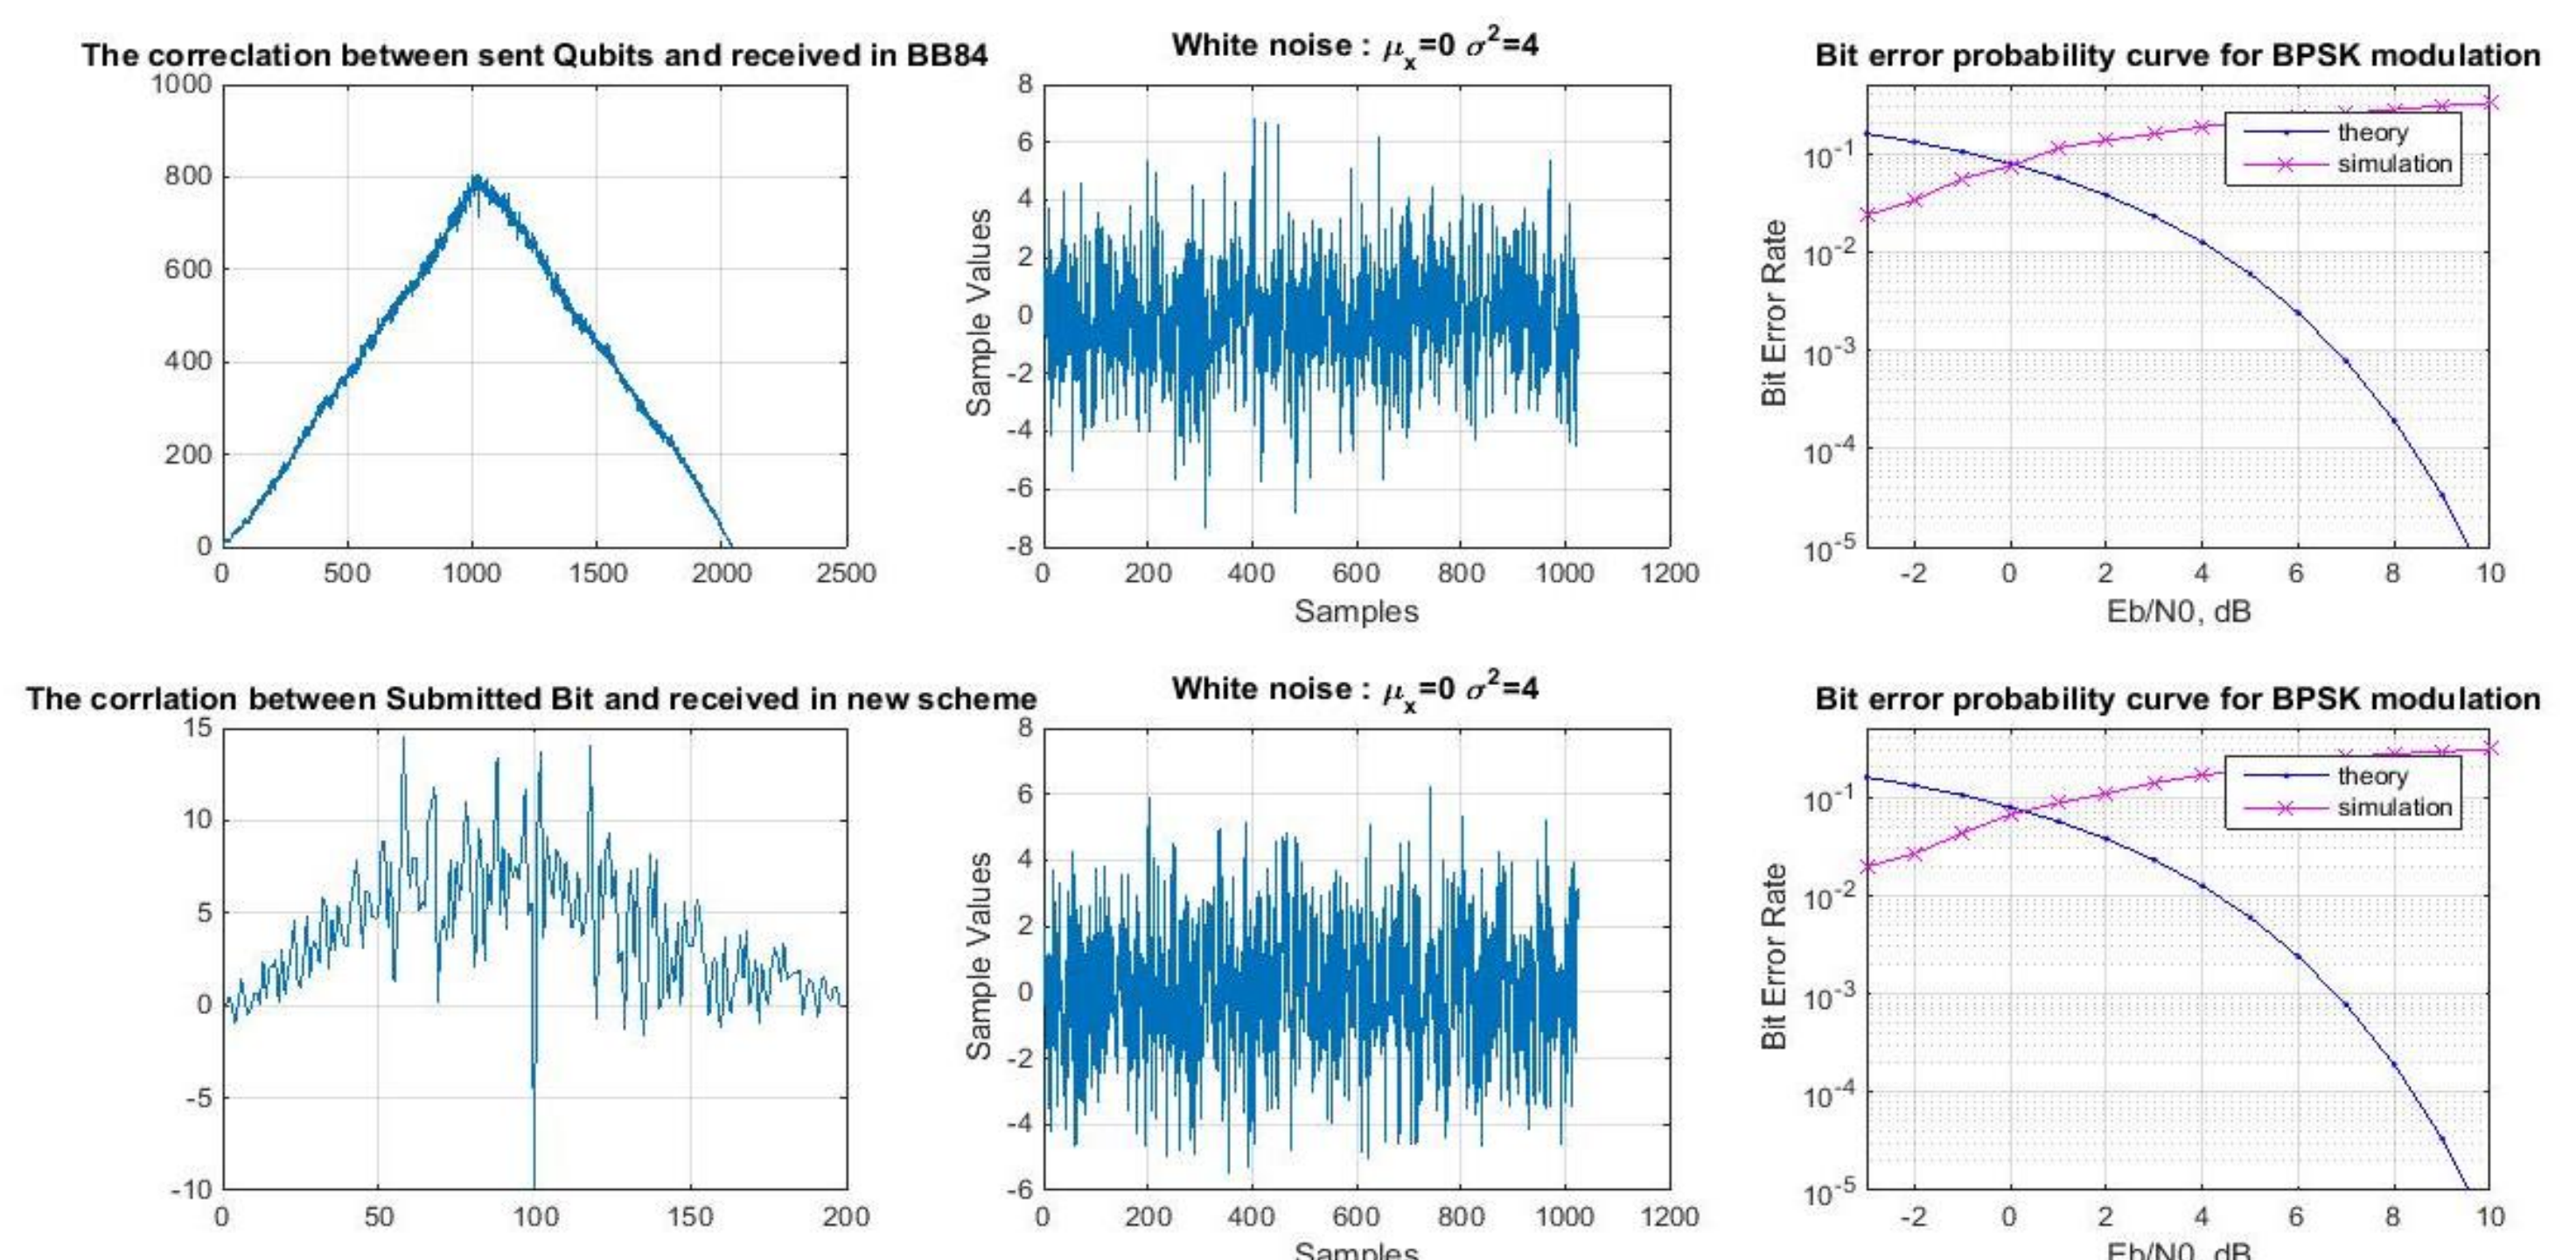 The correclation between sent Qubits and received in BB84
1000
800
600
400
200
0
0 500 1000 1500 2000 2500
White noise : μx=0 σ²=4
Sample Values
8
6
4
2
0
-2
-4
-6
-8
0 200 400 600 800 1000 1200
Samples
Bit error probability curve for BPSK modulation
Bit Error Rate
10^-1
10^-2
10^-3
10^-4
10^-5
theory
simulation
-2 0 2 4 6 8 10
Eb/N0, dB
The corrlation between Submitted Bit and received in new scheme
15
10
5
0
-5
-10
0 50 100 150 200
White noise : μx=0 σ²=4
Sample Values
8
6
4
2
0
-2
-4
-6
0 200 400 600 800 1000 1200
Samples
Bit error probability curve for BPSK modulation
Bit Error Rate
10^-1
10^-2
10^-3
10^-4
10^-5
theory
simulation
-2 0 2 4 6 8 10
Eb/N0, dB